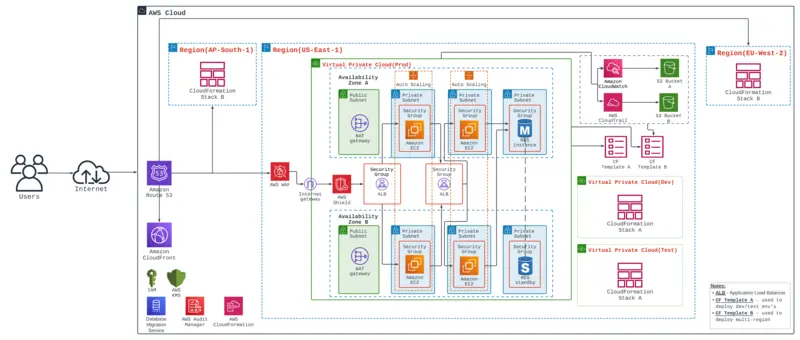 AWS Cloud
Region(AP-South-1)
CloudFormation
Stack B
Region(US-East-1)
Region(EU-West-2)
CloudFormation
Stack B
Virtual Private Cloud(Prod)
Availability
Zone A
Auto Scaling
Auto Scaling
Public
Subnet
NAT
gateway
Private
Subnet
Security
Group
Amazon
EC2
Private
Subnet
Security
Group
Amazon
EC2
Private
Subnet
Security
Group
M
RDS
instance
Amazon
CloudWatch
S3 Bucket
A
AWS
CloudTrail
S3 Bucket
B
CF
Template A
CF
Template B
Users
Internet
53
Amazon
Route 53
AWS WAF
Internet
gateway
AWS
Shield
Security
Group
ALB
Security
Group
ALB
Virtual Private Cloud(Dev)
CloudFormation
Stack A
Availability
Zone B
Public
Subnet
NAT
gateway
Private
Subnet
Security
Group
Amazon
EC2
Private
Subnet
Security
Group
Amazon
EC2
Private
Subnet
Security
Group
S
RDS
standby
Virtual Private Cloud(Test)
CloudFormation
Stack A
Amazon
CloudFront
IAM
AWS
KMS
Database
Migration
Service
AWS Audit
Manager
AWS
CloudFormation
Notes:
• ALB - Application Load Balancer
• CF Template A - used to
deploy dev/test env's
• CF Template B - used to
deploy multi-region